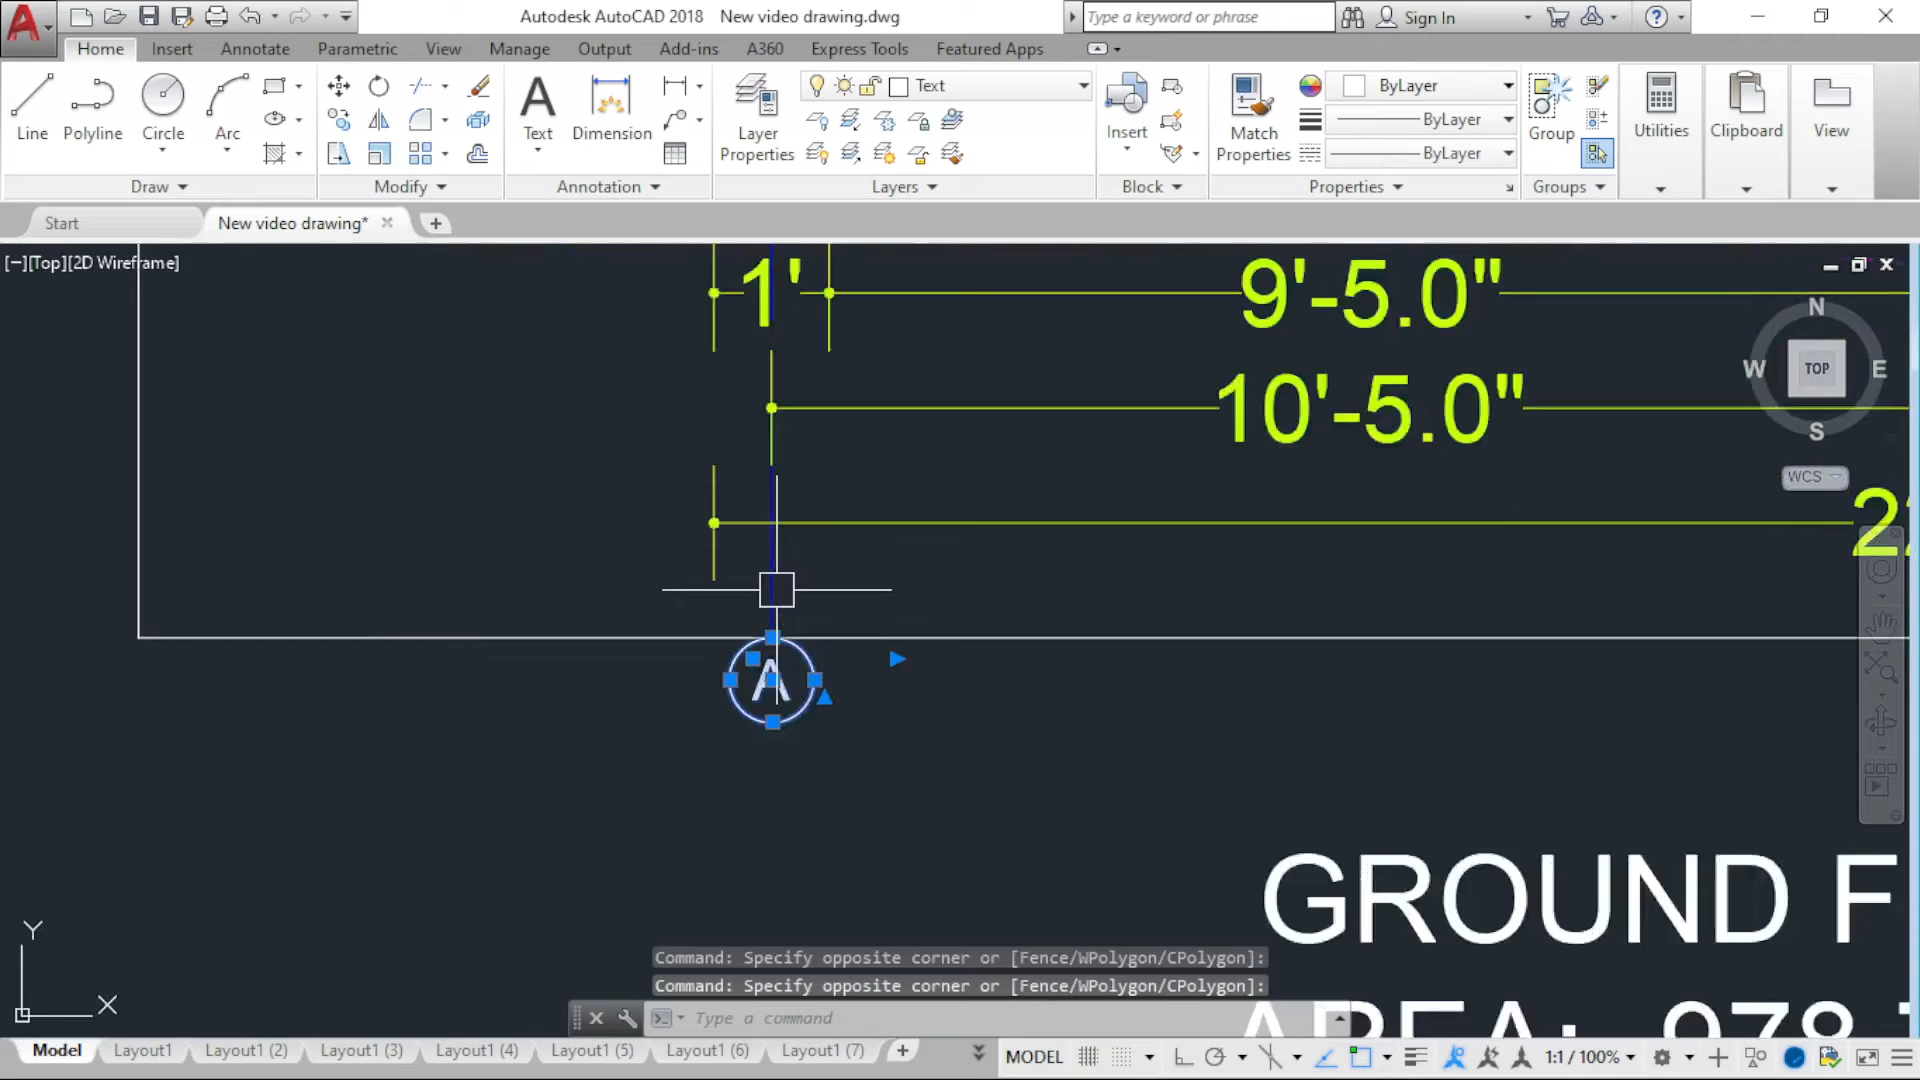 Autodesk AutoCAD 2018 New video drawing.dwg
Type a keyword or phrase
Sign In
Home Insert Annotate Parametric View Manage Output Add-ins A360 Express Tools Featured Apps
Text
ByLayer
Line Polyline Circle Arc
Text Dimension
Layer Properties
Insert
Match Properties
ByLayer
ByLayer
Group
Utilities Clipboard View
Draw Modify Annotation Layers Block Properties Groups
Start New video drawing*
[−][Top][2D Wireframe]
1' 9'-5.0"
10'-5.0"
N
W TOP E
S
WCS
A
GROUND F
Y
X
Command: Specify opposite corner or [Fence/WPolygon/CPolygon]:
Command: Specify opposite corner or [Fence/WPolygon/CPolygon]:
Type a command
AREA: 978
Model Layout1 Layout1 (2) Layout1 (3) Layout1 (4) Layout1 (5) Layout1 (6) Layout1 (7)
MODEL
1:1 / 100%